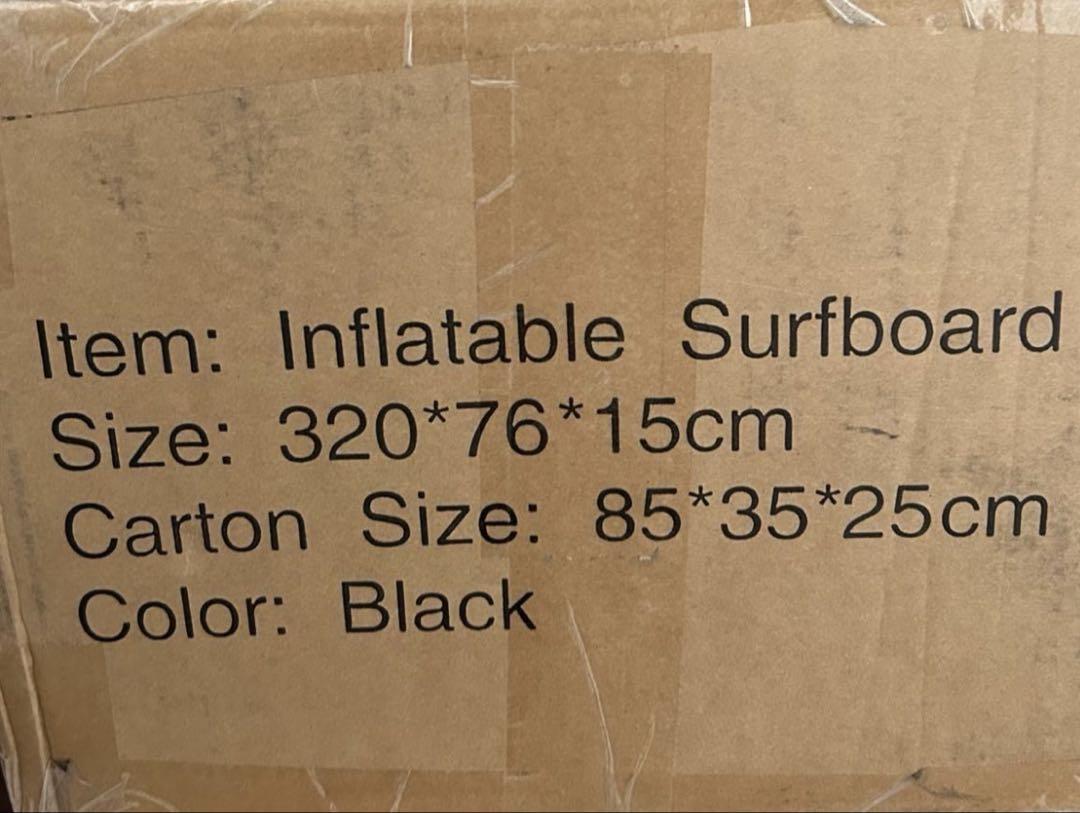 Item: Inflatable Surfboard
Size: 320*76*15cm
Carton Size: 85*35*25cm
Color: Black